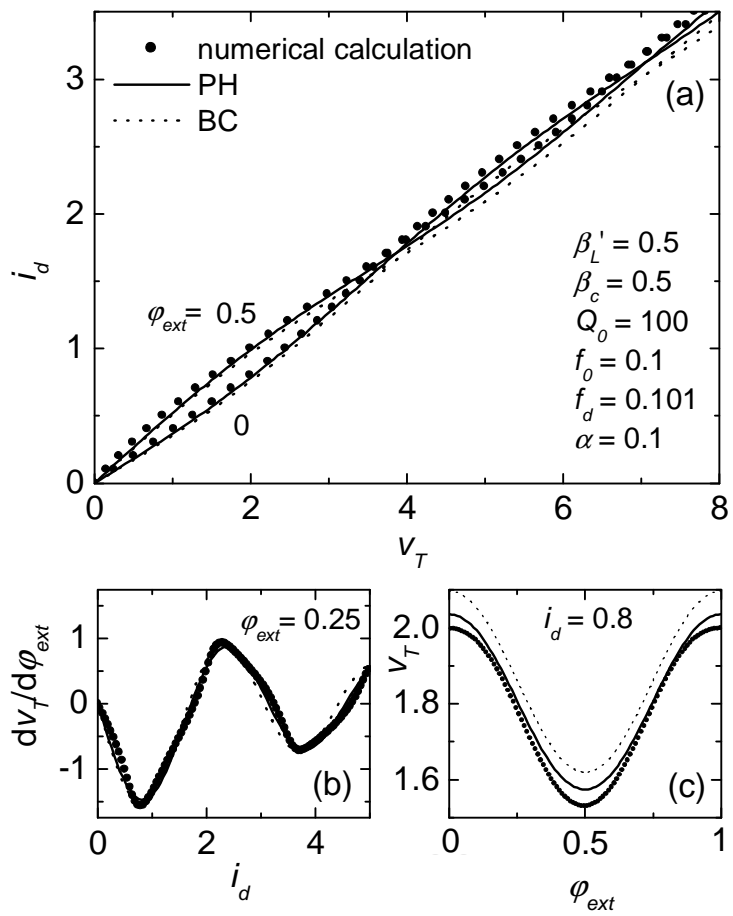 numerical calculation
PH
BC
(a)
3
2
1
0
i_d
φ_ext = 0.5
0
β_L' = 0.5
β_c = 0.5
Q_0 = 100
f_0 = 0.1
f_d = 0.101
α = 0.1
0 2 4 6 8
v_T
φ_ext = 0.25
1
0
-1
dv_T/dφ_ext
(b)
0 2 4
i_d
i_d = 0.8
2.0
1.8
1.6
v_T
(c)
0 0.5 1
φ_ext